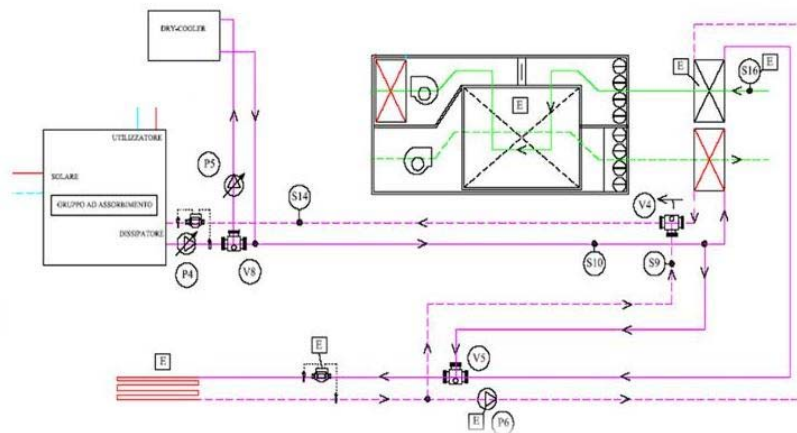 DRY-COOLER
E
E
S16
E
UTILIZZATORE
SOLARE
GRUPPO AD ASSORBIMENTO
DISSIPATORE
P5
S14
V4
P4
V8
S10
S9
E
E
V5
E
P6